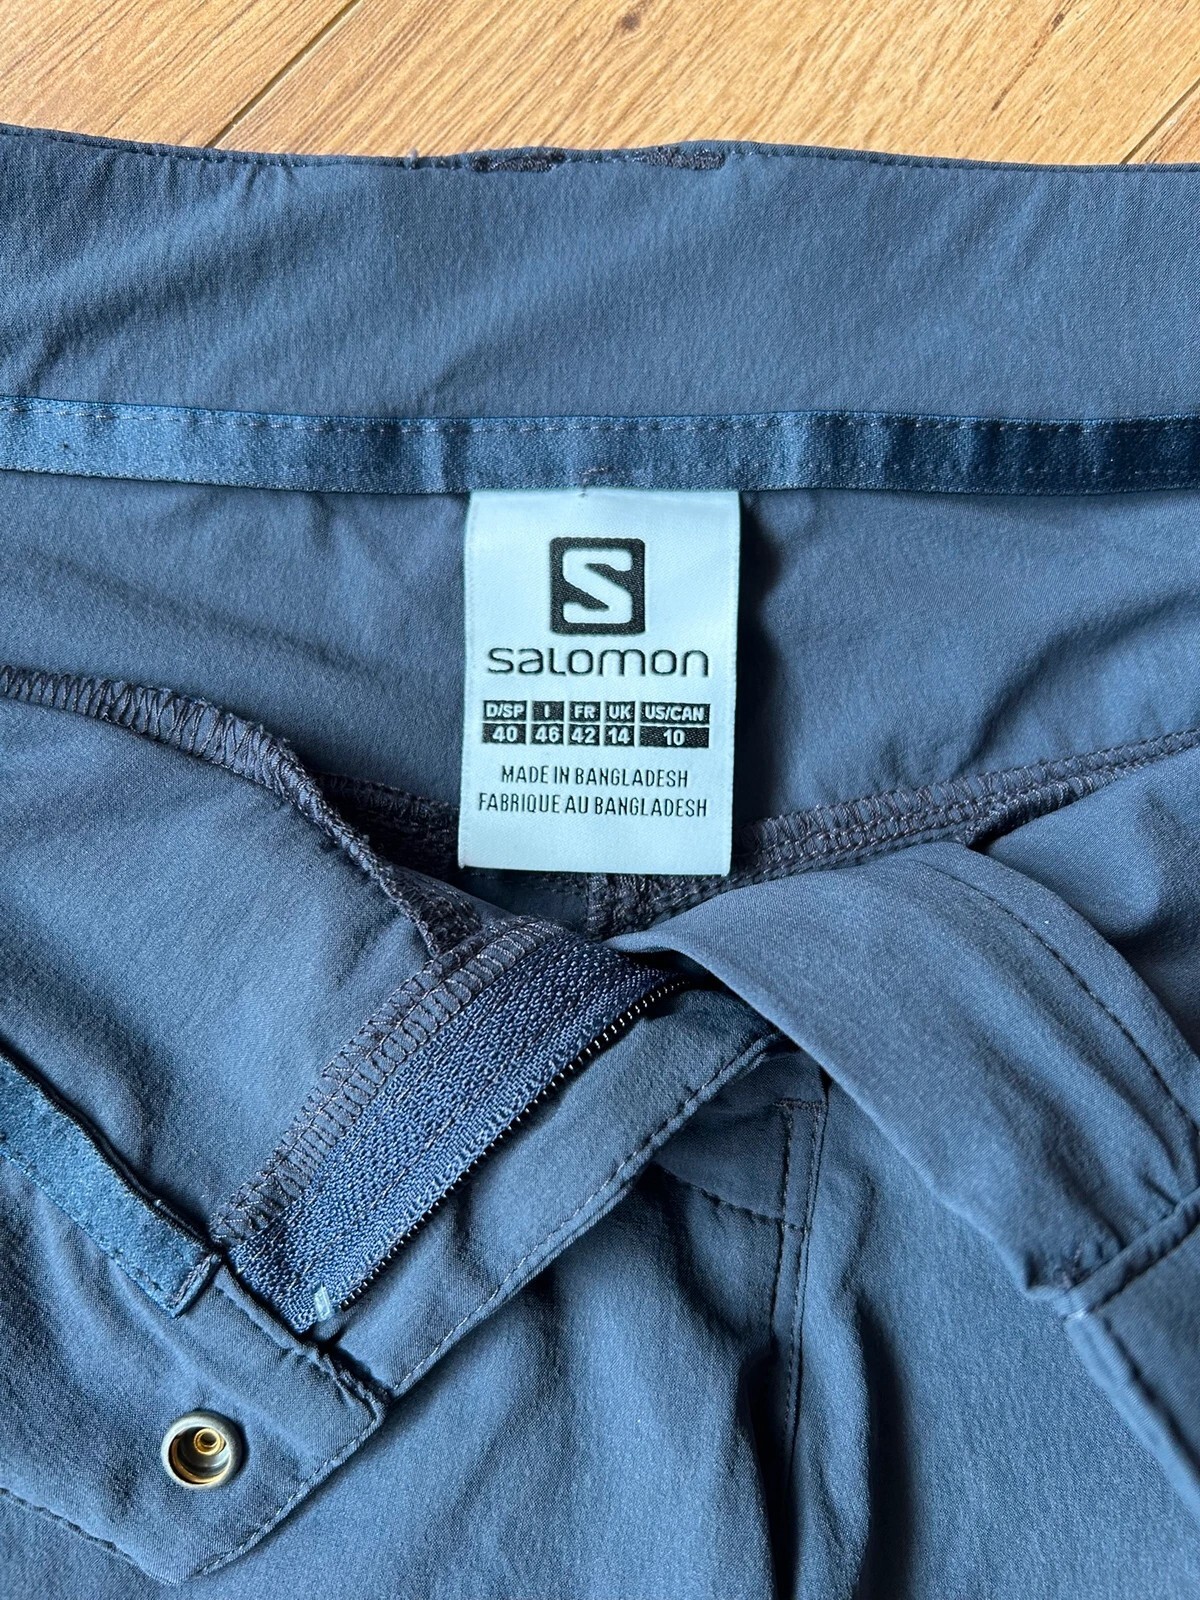 S
salomon
D/SP I FR UK US/CAN
40 46 42 14 10
MADE IN BANGLADESH
FABRIQUE AU BANGLADESH